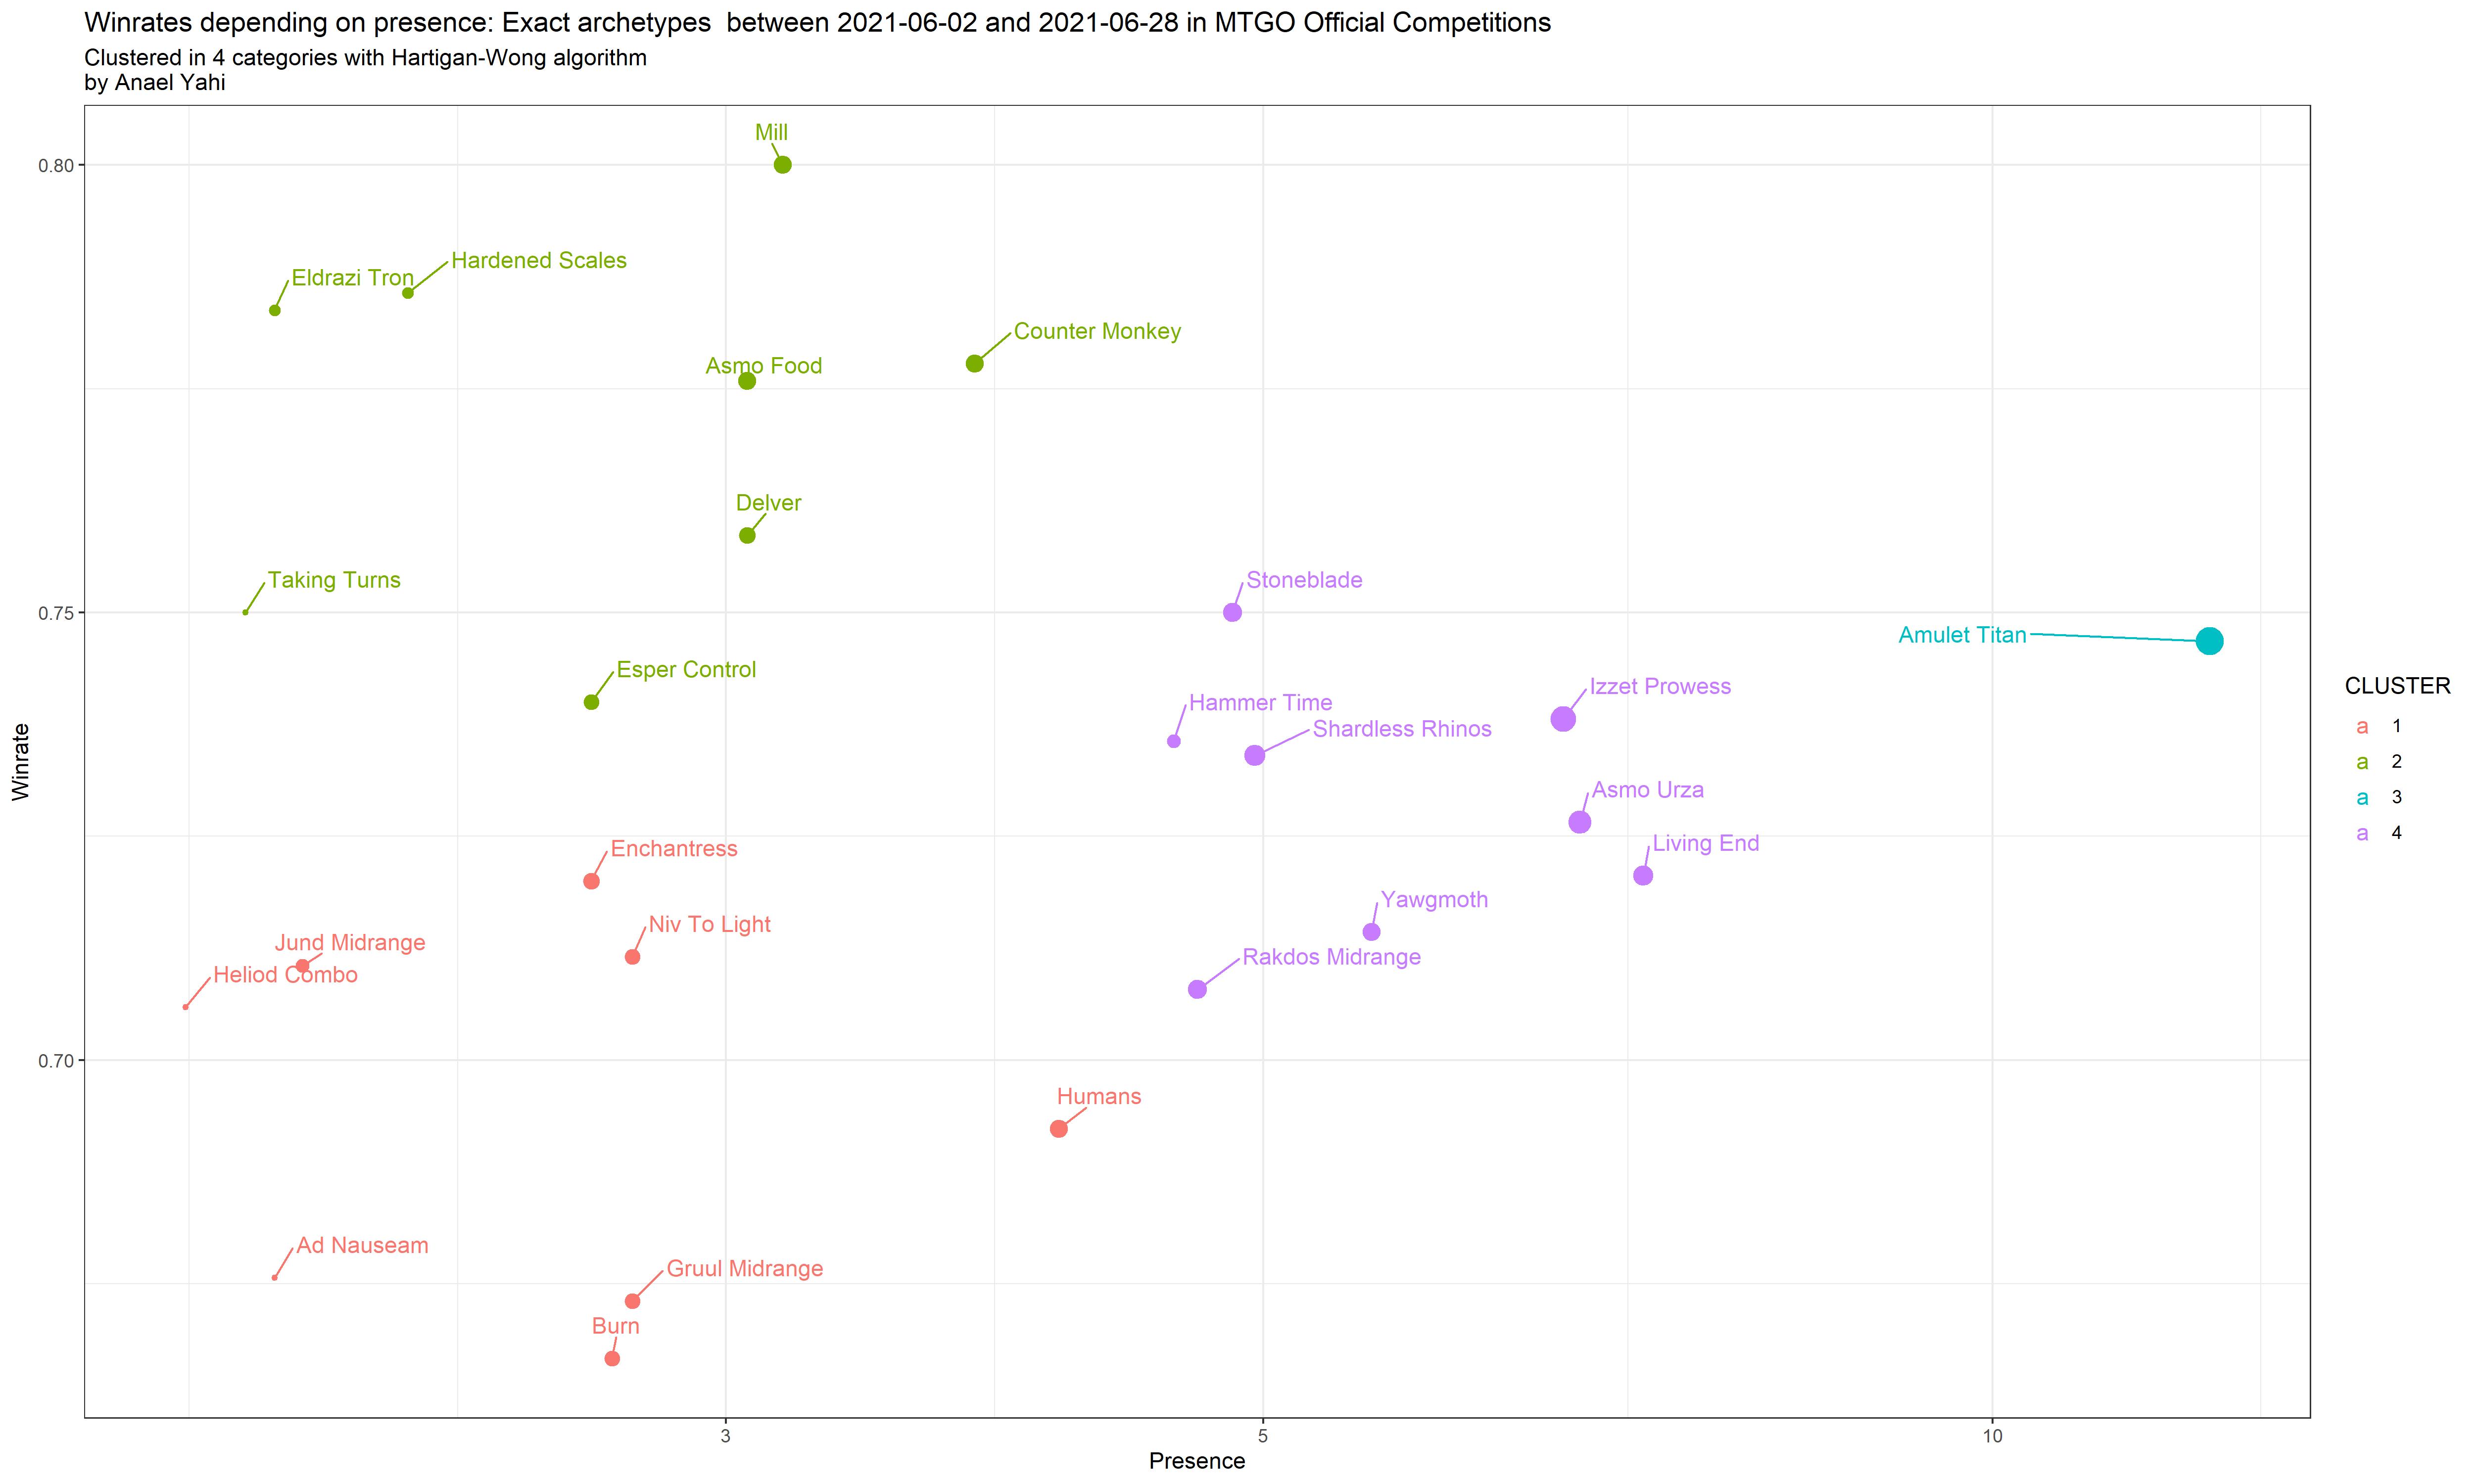 Winrates depending on presence: Exact archetypes  between 2021-06-02 and 2021-06-28 in MTGO Official Competitions
Clustered in 4 categories with Hartigan-Wong algorithm
by Anael Yahi
Mill
0.80
Hardened Scales
Eldrazi Tron
Counter Monkey
Asmo Food
Delver
Taking Turns
Stoneblade
0.75
Amulet Titan
Esper Control
Izzet Prowess
Hammer Time
Shardless Rhinos
Asmo Urza
Living End
Enchantress
Yawgmoth
Niv To Light
Jund Midrange
Rakdos Midrange
Heliod Combo
0.70
Humans
Ad Nauseam
Gruul Midrange
Burn
Winrate
3
5
10
Presence
CLUSTER
a 1
a 2
a 3
a 4